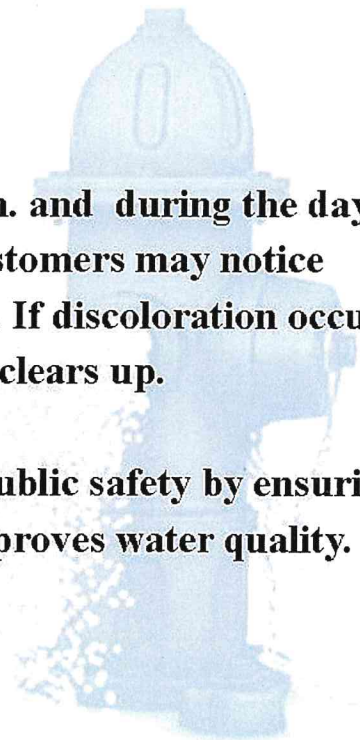 . and during the day
stomers may notice
If discoloration occu
clears up.
ublic safety by ensuri
proves water quality.